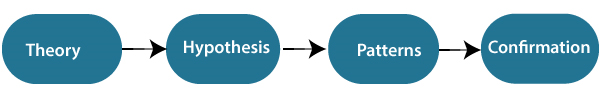 Theory
Hypothesis
Patterns
Confirmation